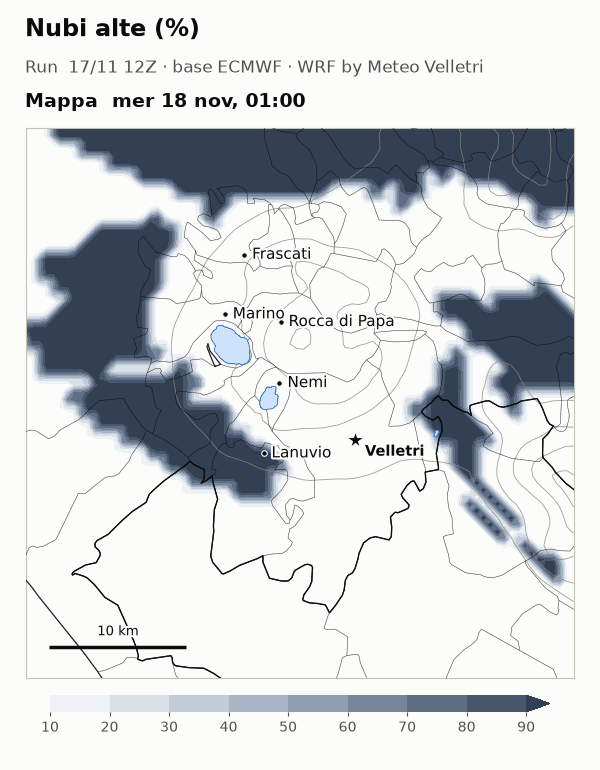 Nubi alte (%)
Run  17/11 12Z · base ECMWF · WRF by Meteo Velletri
Mappa  mer 18 nov, 01:00
Frascati
Marino
Rocca di Papa
Nemi
Lanuvio
Velletri
10 km
10 20 30 40 50 60 70 80 90